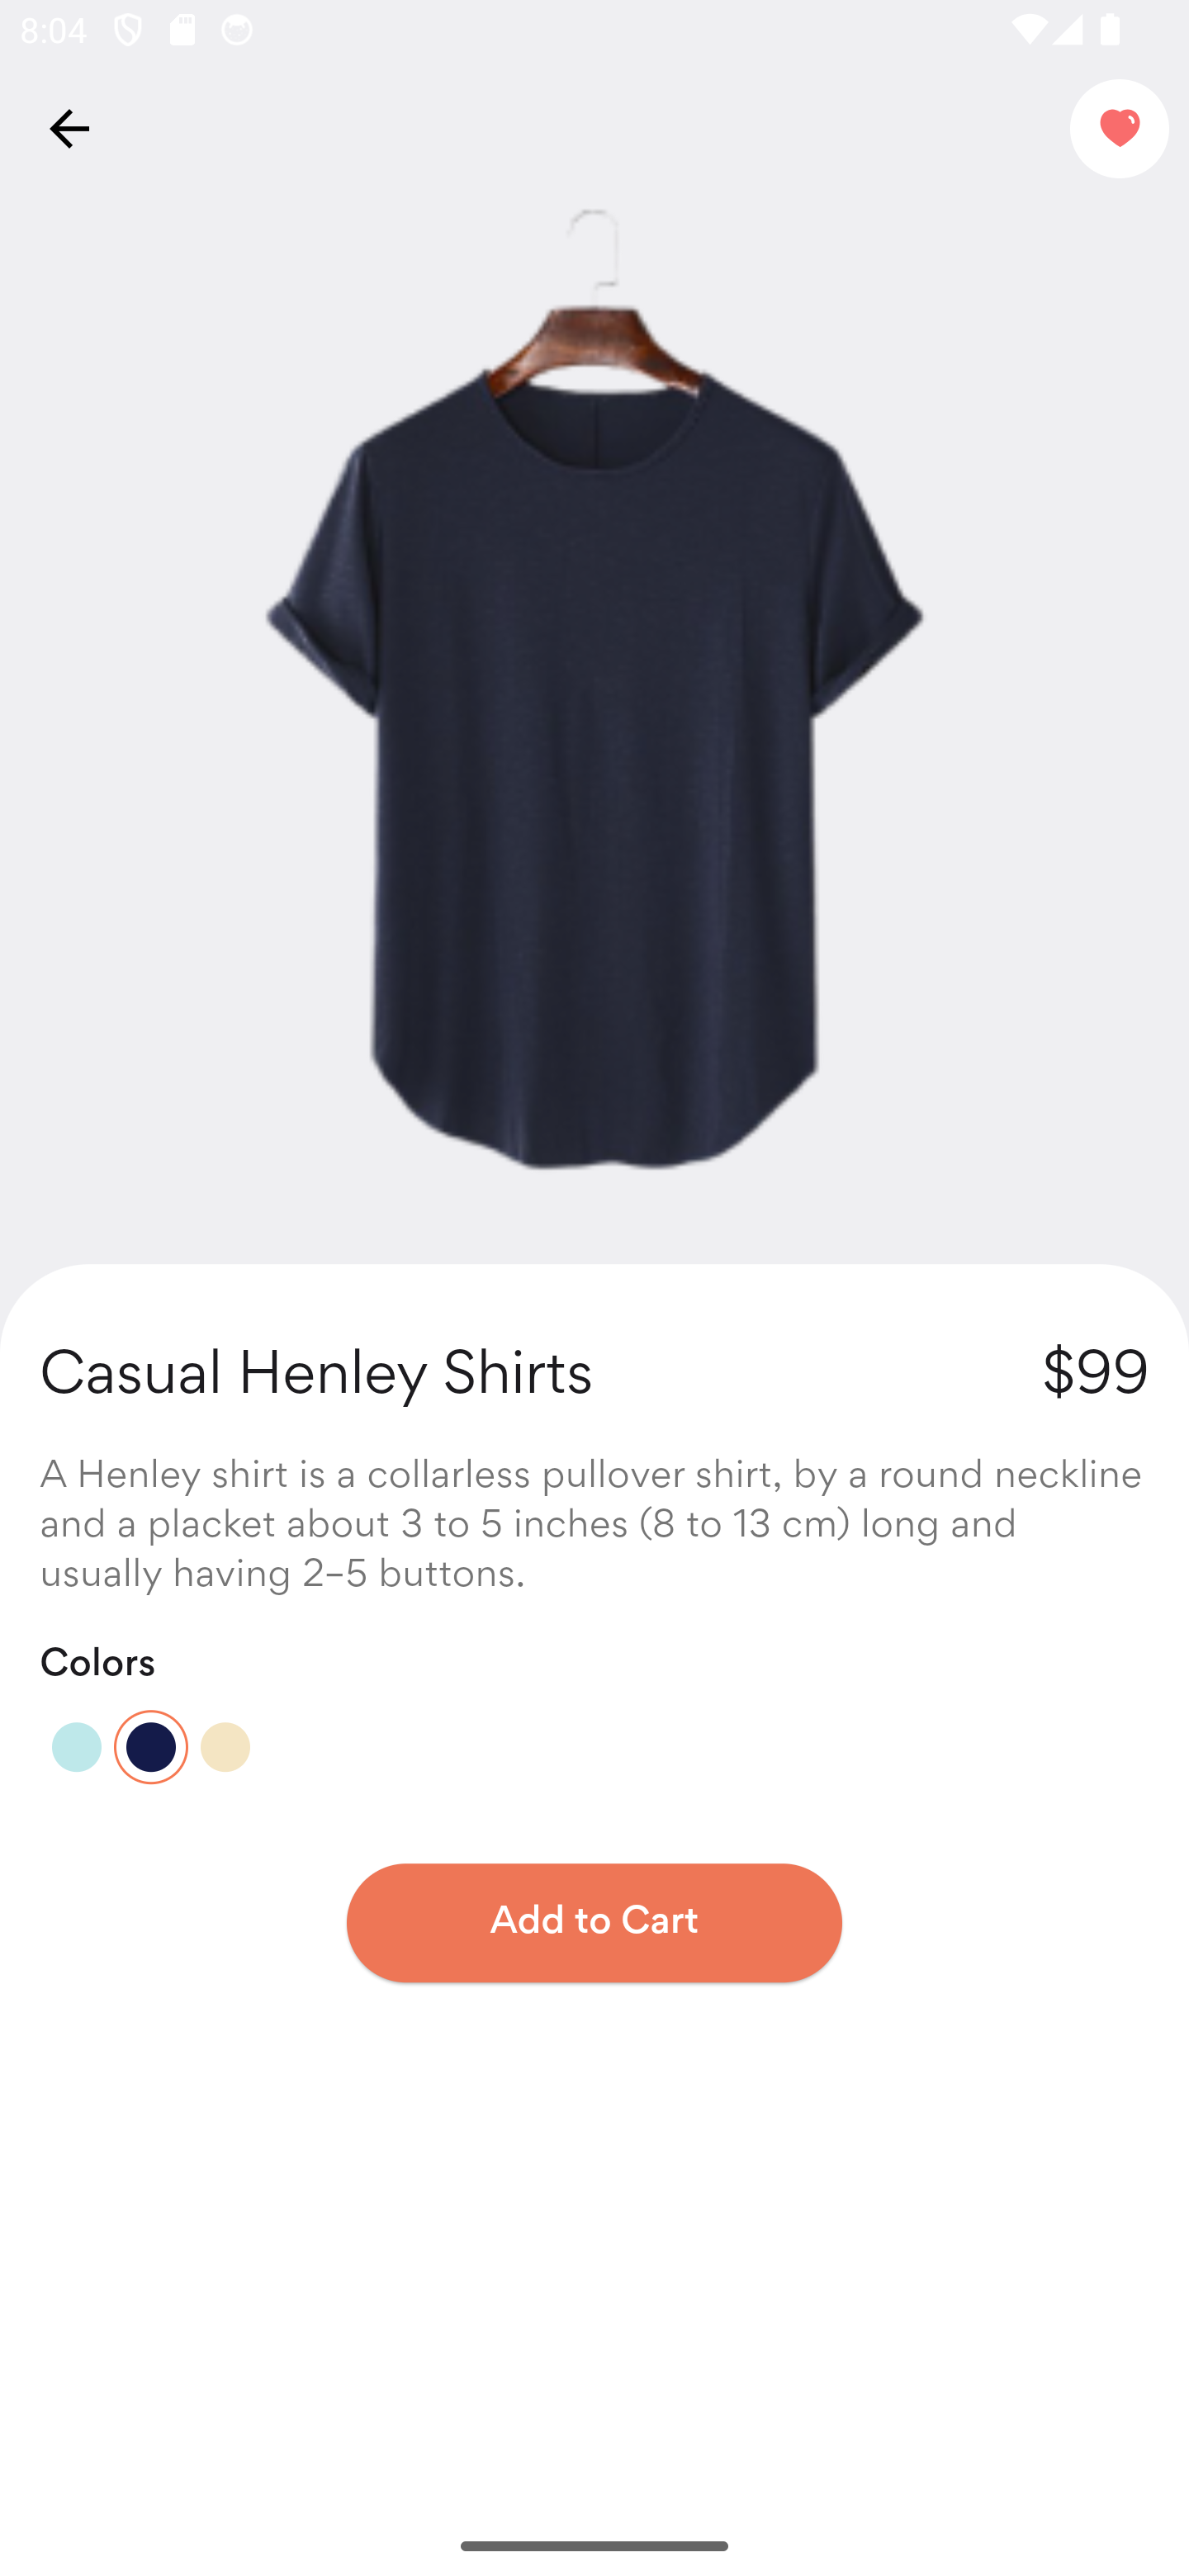 8:04
Casual Henley Shirts
$99
A Henley shirt is a collarless pullover shirt, by a round neckline
and a placket about 3 to 5 inches (8 to 13 cm) long and
usually having 2–5 buttons.
Colors
Add to Cart